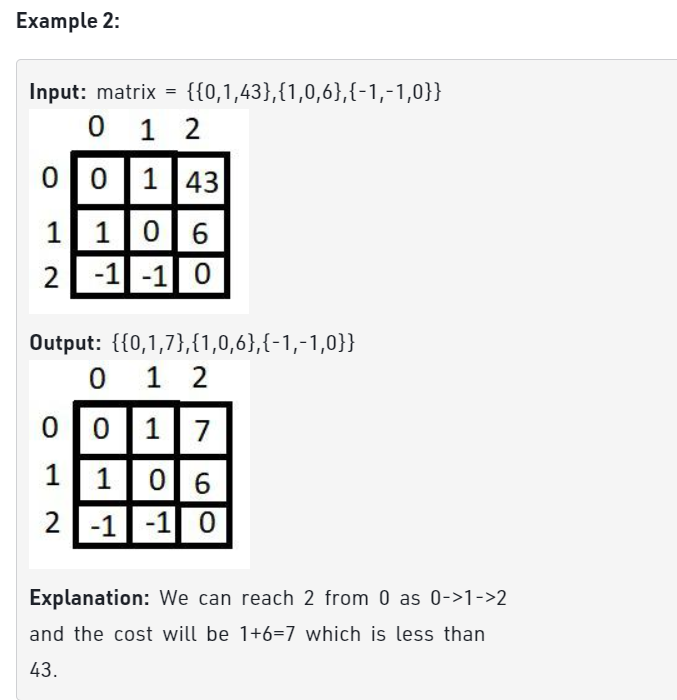 Example 2:
Input: matrix = {{0,1,43},{1,0,6},{-1,-1,0}}
0 1 2
0 0 1 43
1 1 0 6
2 -1 -1 0
Output: {{0,1,7},{1,0,6},{-1,-1,0}}
0 1 2
0 0 1 7
1 1 0 6
2 -1 -1 0
Explanation: We can reach 2 from 0 as 0->1->2
and the cost will be 1+6=7 which is less than
43.